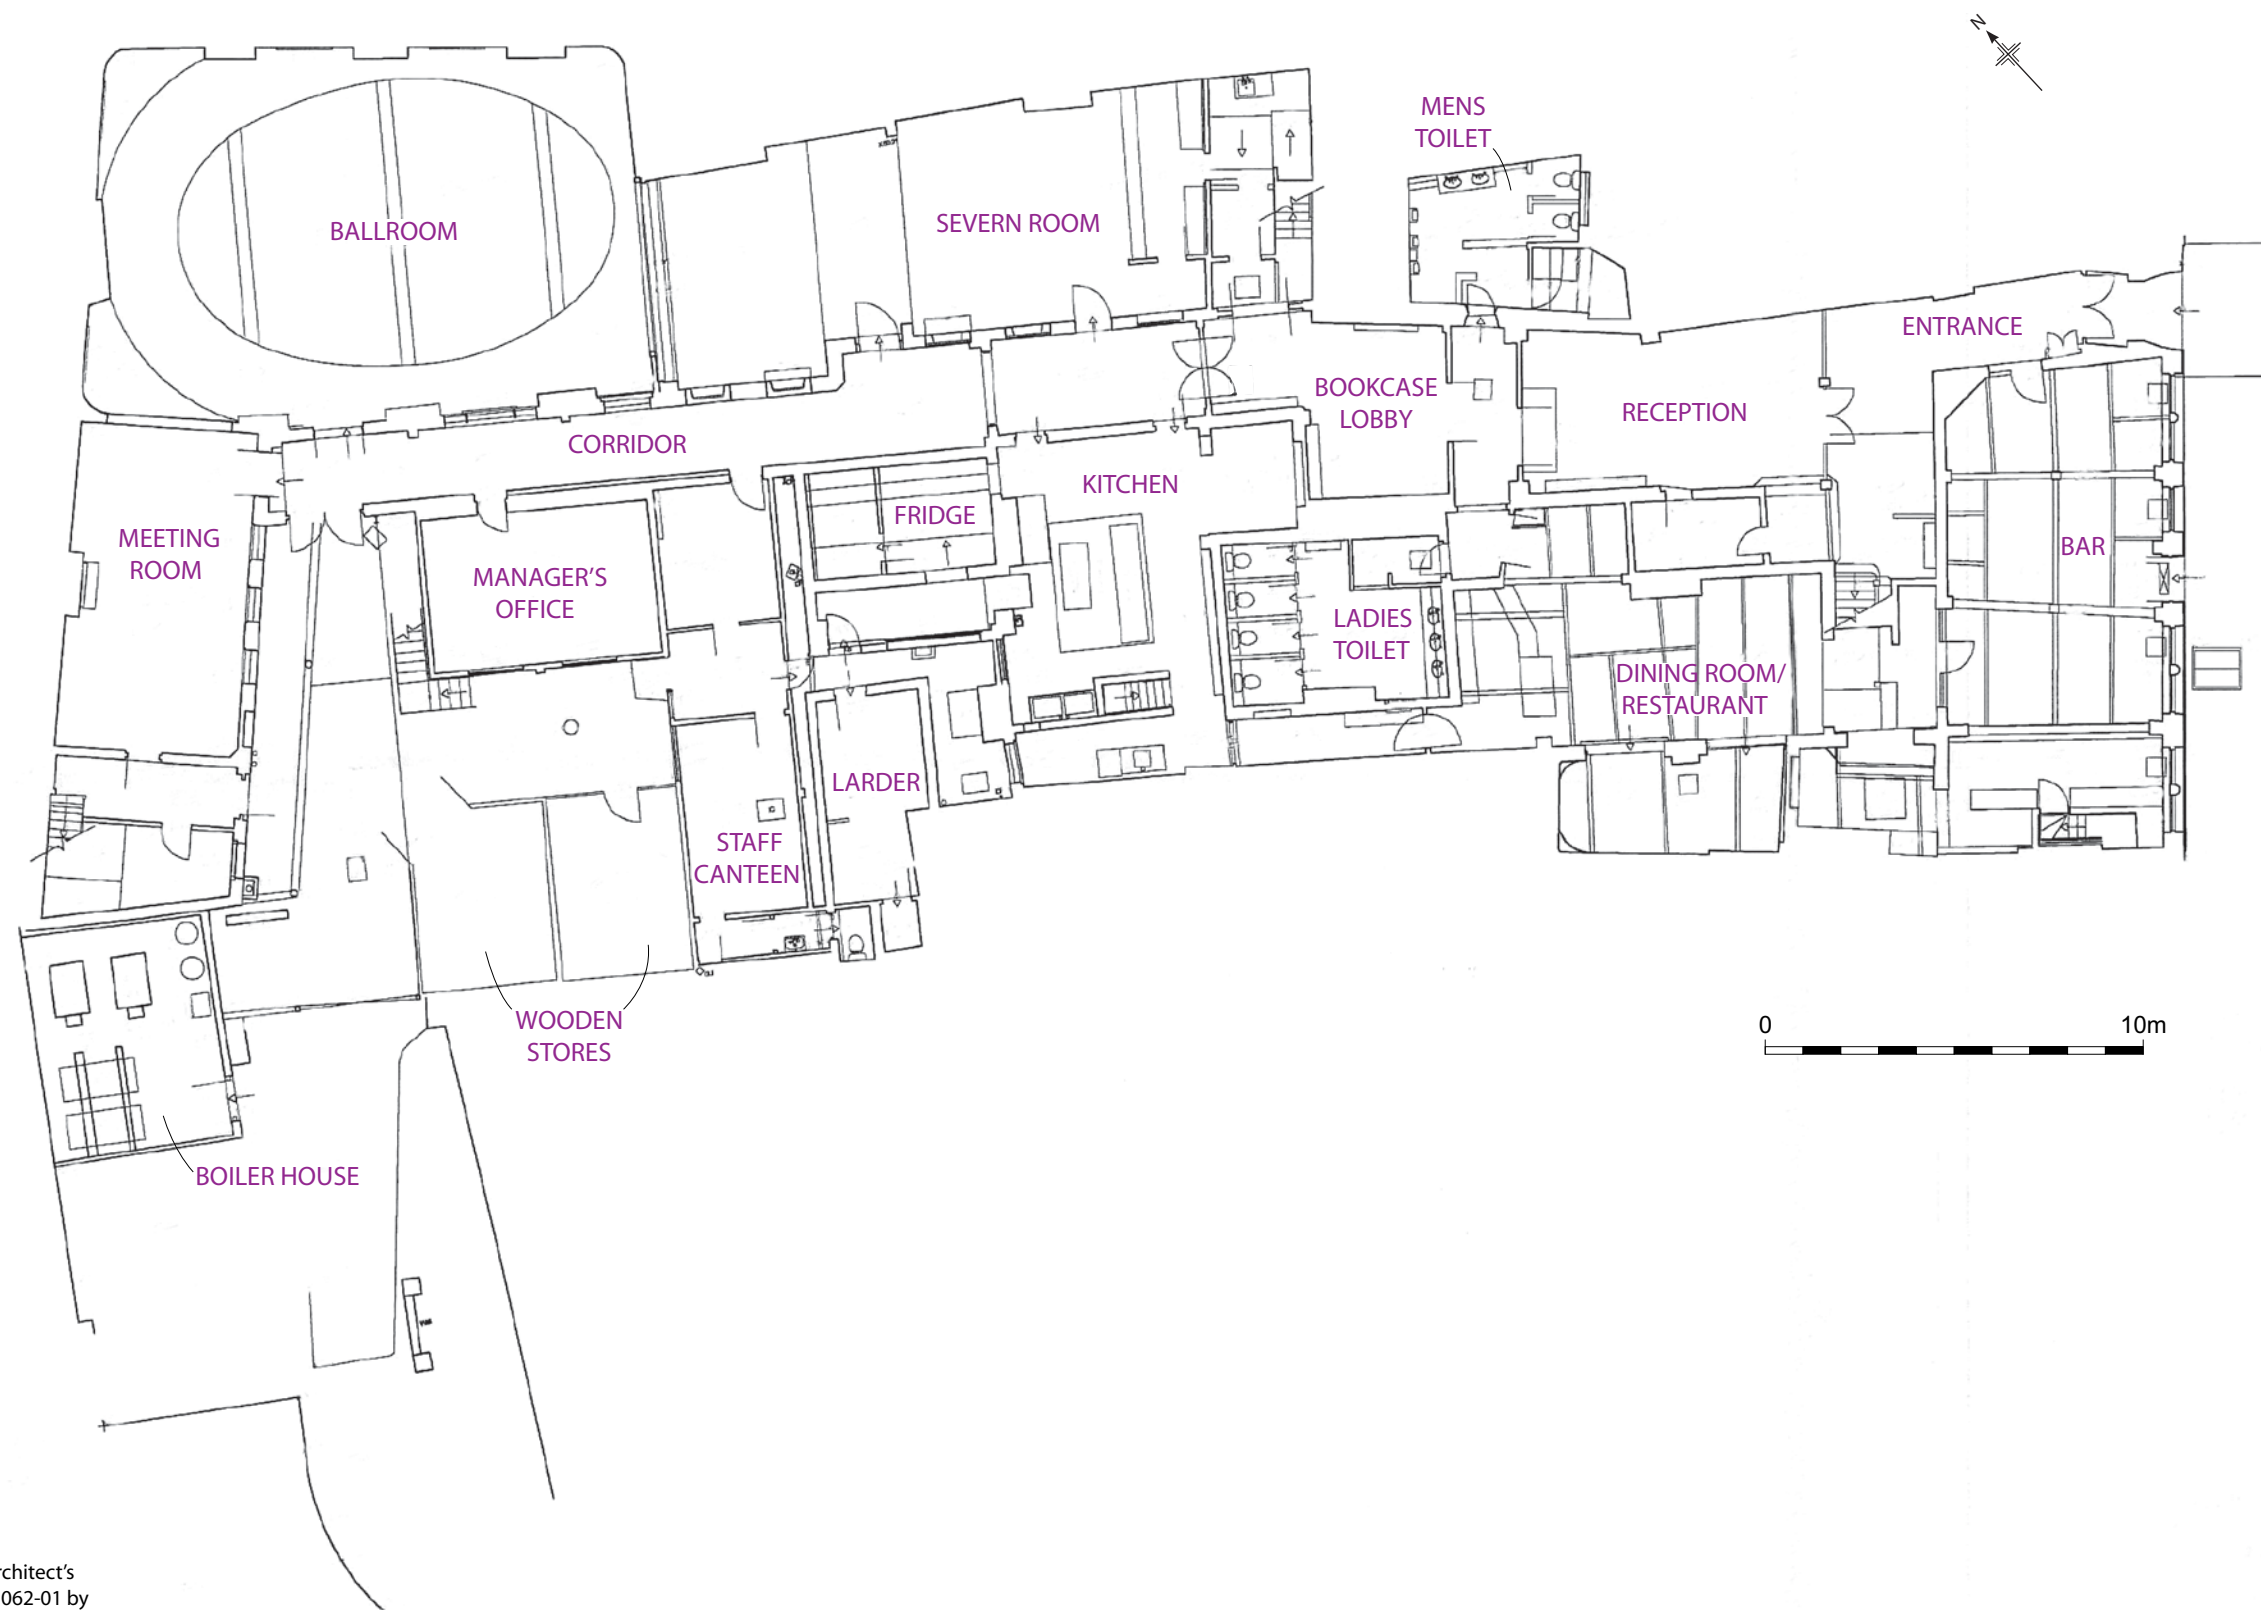 N
MENS
TOILET
BALLROOM
SEVERN ROOM
ENTRANCE
BOOKCASE
LOBBY
RECEPTION
CORRIDOR
KITCHEN
FRIDGE
MEETING
ROOM
MANAGER'S
OFFICE
BAR
LADIES
TOILET
DINING ROOM/
RESTAURANT
LARDER
STAFF
CANTEEN
WOODEN
STORES
0 10m
BOILER HOUSE
rchitect's
062-01 by